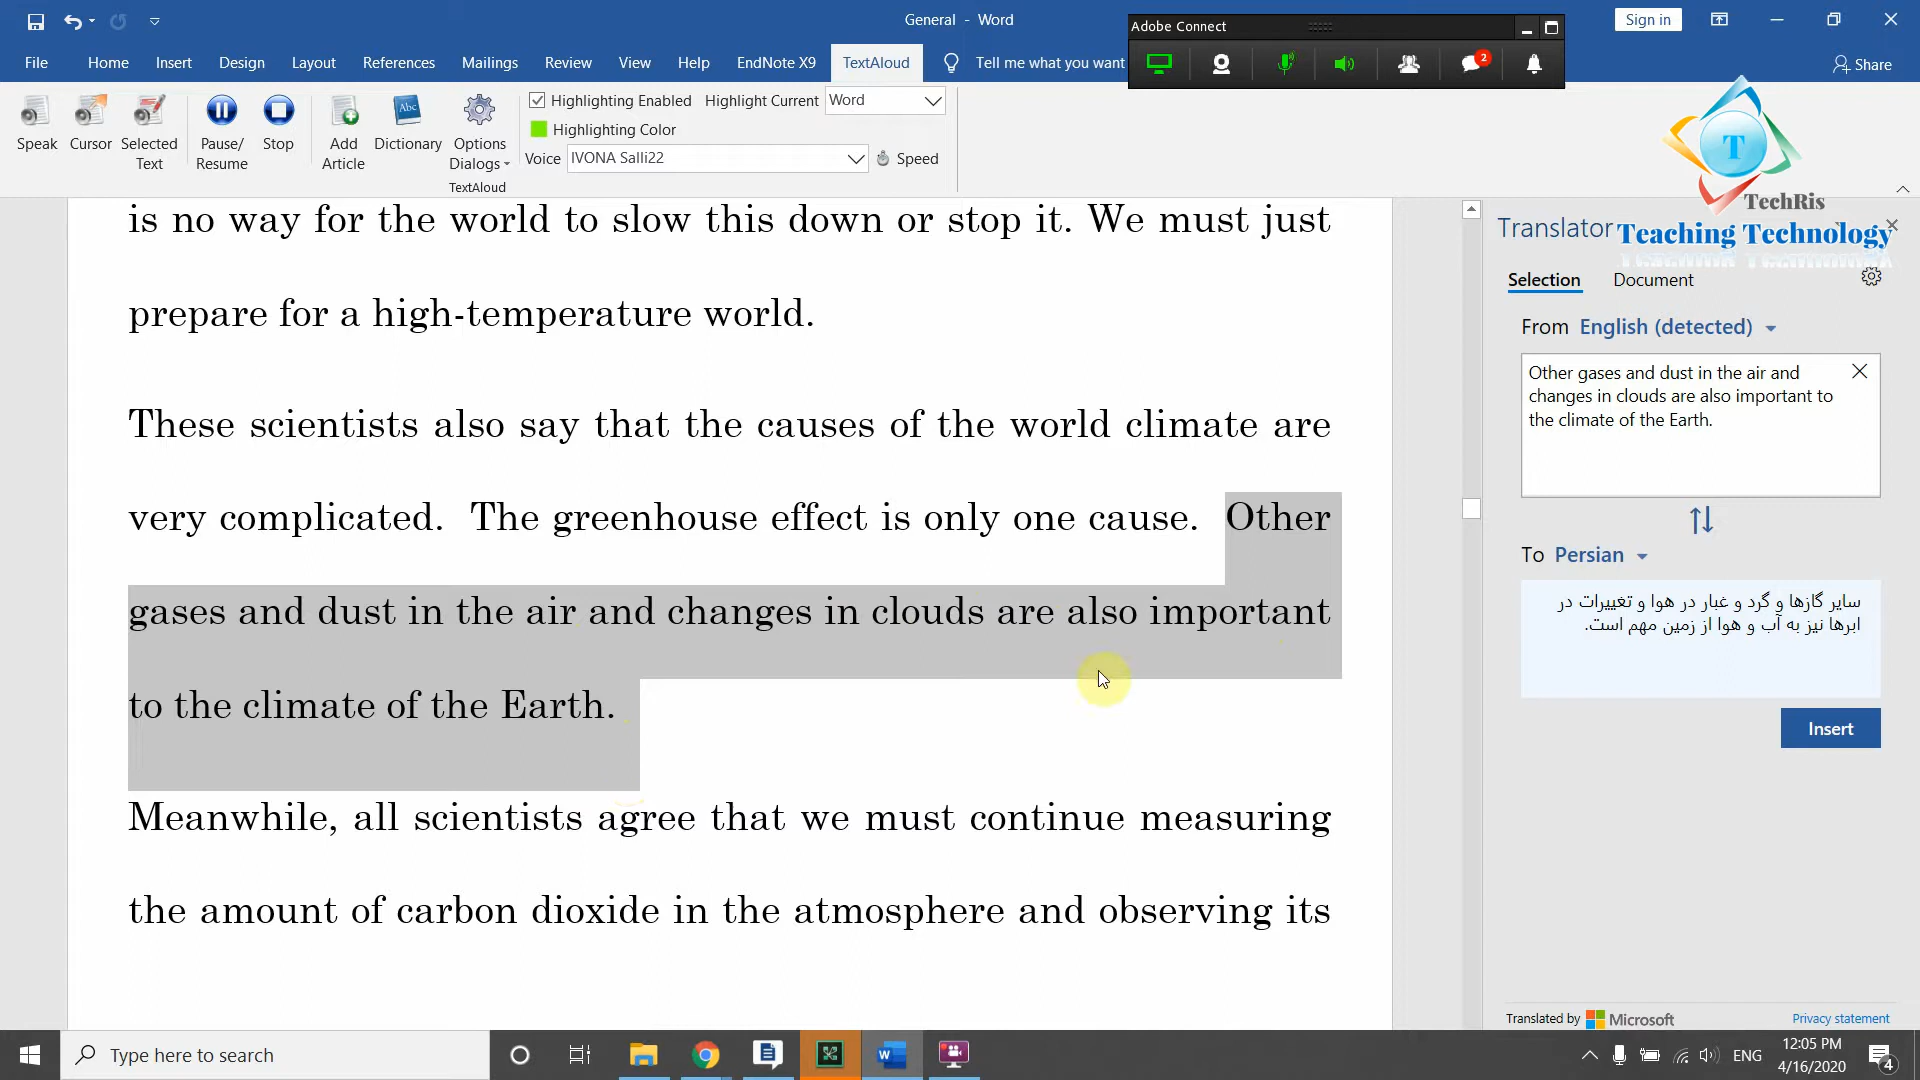 General - Word
Adobe Connect
Sign in
File Home Insert Design Layout References Mailings Review View Help EndNote X9 TextAloud Tell me what you want
2
Share
Speak Cursor Selected Text Pause/ Resume Stop Add Article Dictionary Options Dialogs
Abc
Highlighting Enabled Highlight Current Word
Highlighting Color
Voice IVONA Salli22 Speed
TextAloud
T
TechRis
Teaching Technology
is no way for the world to slow this down or stop it. We must just
prepare for a high-temperature world.
These scientists also say that the causes of the world climate are
very complicated. The greenhouse effect is only one cause. Other
gases and dust in the air and changes in clouds are also important
to the climate of the Earth.
Meanwhile, all scientists agree that we must continue measuring
the amount of carbon dioxide in the atmosphere and observing its
Translator
Selection Document
From English (detected)
Other gases and dust in the air and
changes in clouds are also important to
the climate of the Earth.
To Persian
سایر گازها و گرد و غبار در هوا و تغییرات در
ابرها نیز به آب و هوا از زمین مهم است.
Insert
Translated by Microsoft Privacy statement
Type here to search
ENG
12:05 PM
4/16/2020
4